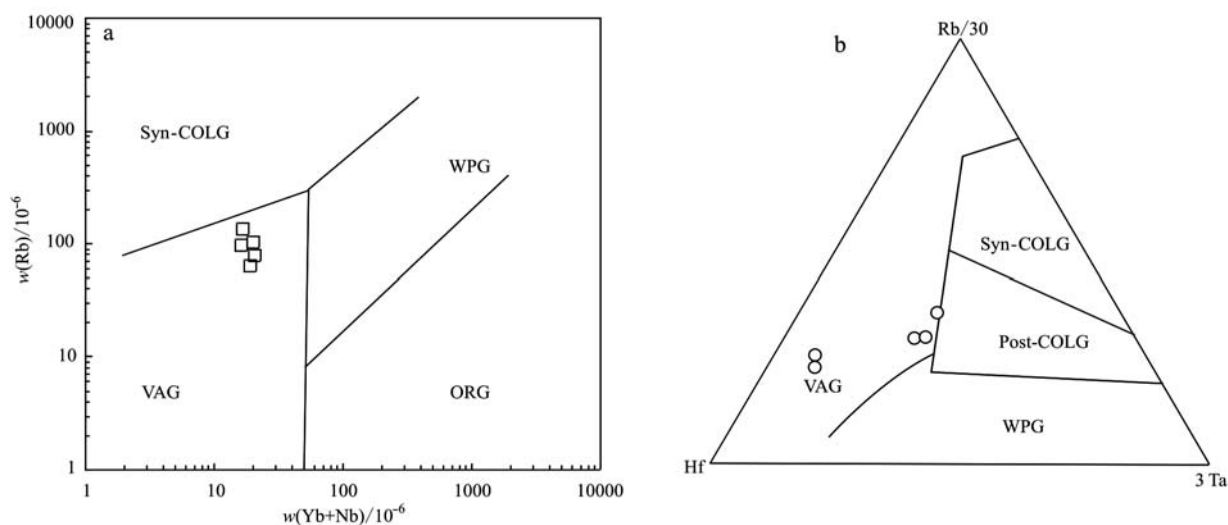 a
10000
1000
100
10
1
w(Rb)/10⁻⁶
Syn-COLG
WPG
VAG
ORG
1
10
100
1000
10000
w(Yb+Nb)/10⁻⁶
b
Rb/30
Syn-COLG
Post-COLG
VAG
WPG
Hf
3 Ta